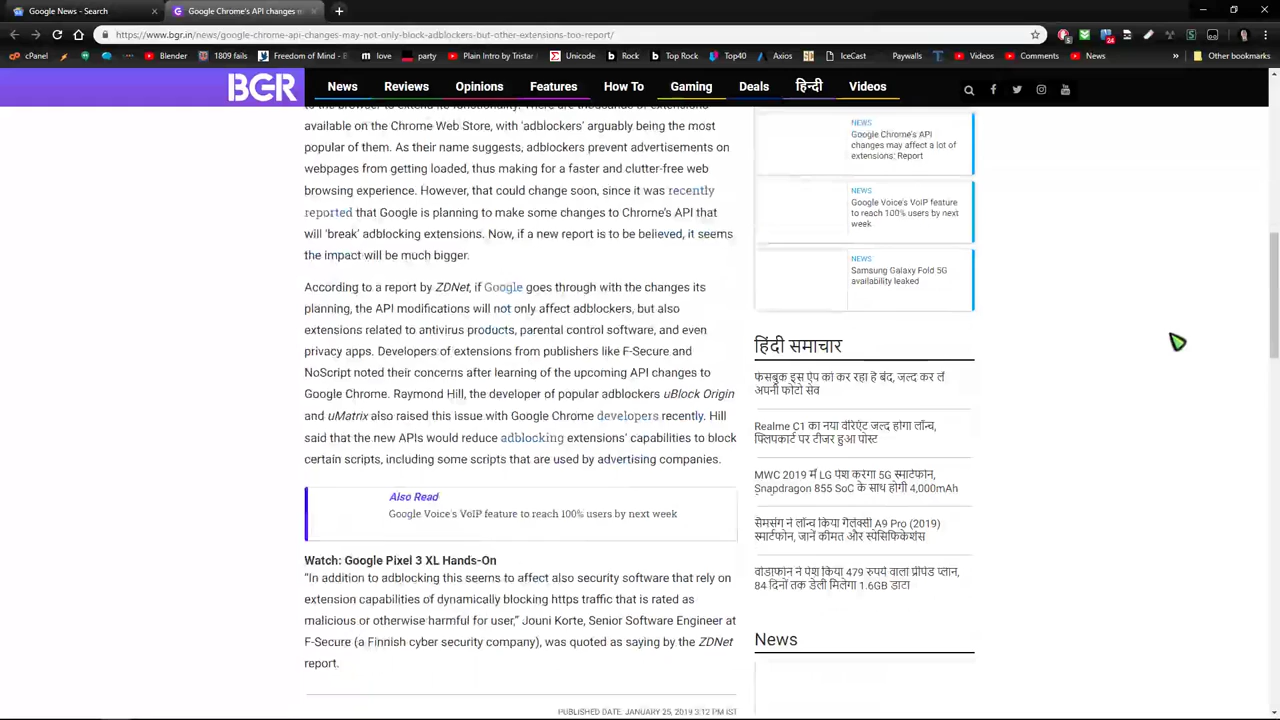 Google News - Search
Google Chrome's API changes m
https://www.bgr.in/news/google-chrome-api-changes-may-not-only-block-adblockers-but-other-extensions-too-report/
cPanel Blender 1809 fails Freedom of Mind - love party Plain Intro by Tristar Unicode Rock Top Rock Top40 Axios IceCast Paywalls Videos Comments News » Other bookmarks
BGR News Reviews Opinions Features How To Gaming Deals हिन्दी Videos
available on the Chrome Web Store, with 'adblockers' arguably being the most
popular of them. As their name suggests, adblockers prevent advertisements on
webpages from getting loaded, thus making for a faster and clutter-free web
browsing experience. However, that could change soon, since it was recently
reported that Google is planning to make some changes to Chrome's API that
will 'break' adblocking extensions. Now, if a new report is to be believed, it seems
the impact will be much bigger.
According to a report by ZDNet, if Google goes through with the changes its
planning, the API modifications will not only affect adblockers, but also
extensions related to antivirus products, parental control software, and even
privacy apps. Developers of extensions from publishers like F-Secure and
NoScript noted their concerns after learning of the upcoming API changes to
Google Chrome. Raymond Hill, the developer of popular adblockers uBlock Origin
and uMatrix also raised this issue with Google Chrome developers recently. Hill
said that the new APIs would reduce adblocking extensions' capabilities to block
certain scripts, including some scripts that are used by advertising companies.
Also Read
Google Voice's VoIP feature to reach 100% users by next week
Watch: Google Pixel 3 XL Hands-On
"In addition to adblocking this seems to affect also security software that rely on
extension capabilities of dynamically blocking https traffic that is rated as
malicious or otherwise harmful for user," Jouni Korte, Senior Software Engineer at
F-Secure (a Finnish cyber security company), was quoted as saying by the ZDNet
report.
PUBLISHED DATE: JANUARY 25, 2019 3:12 PM IST
NEWS
Google Chrome's API
changes may affect a lot of
extensions: Report
NEWS
Google Voice's VoIP feature
to reach 100% users by next
week
NEWS
Samsung Galaxy Fold 5G
availability leaked
हिंदी समाचार
फेसबुक इस ऐप को कर रहा है बंद, जल्द कर लें
अपनी फोटो सेव
Realme C1 का नया वेरिएंट जल्द होगा लॉन्च,
फ्लिपकार्ट पर टीजर हुआ पोस्ट
MWC 2019 में LG पेश करेगा 5G स्मार्टफोन,
Snapdragon 855 SoC के साथ होगी 4,000mAh
सैमसंग ने लॉन्च किया गैलेक्सी A9 Pro (2019)
स्मार्टफोन, जानें कीमत और स्पेसिफिकेशंस
वोडाफोन ने पेश किया 479 रुपये वाला प्रीपेड प्लान,
84 दिनों तक डेली मिलेगा 1.6GB डाटा
News